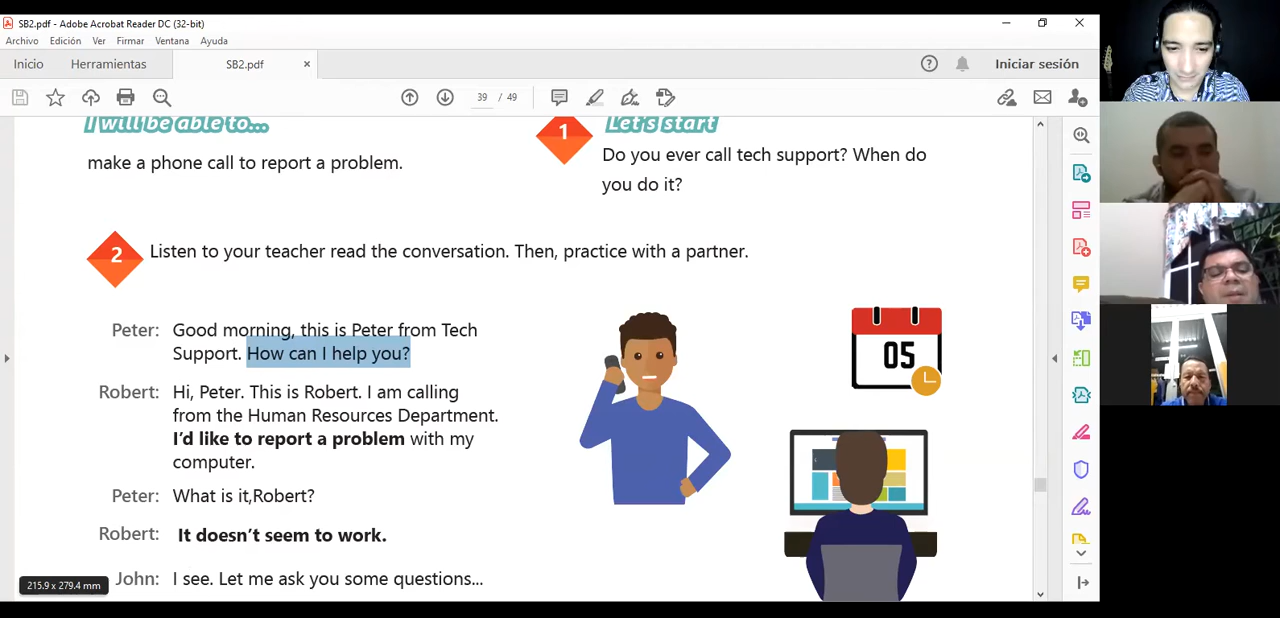 SB2.pdf - Adobe Acrobat Reader DC (32-bit)
Archivo Edición Ver Firmar Ventana Ayuda
Inicio Herramientas SB2.pdf × Iniciar sesión
39 / 49
I will be able to...
make a phone call to report a problem.
1 Let's start
Do you ever call tech support? When do
you do it?
2 Listen to your teacher read the conversation. Then, practice with a partner.
Peter: Good morning, this is Peter from Tech
Support. How can I help you?
Robert: Hi, Peter. This is Robert. I am calling
from the Human Resources Department.
I'd like to report a problem with my
computer.
Peter: What is it,Robert?
Robert: It doesn't seem to work.
John: I see. Let me ask you some questions...
05
215.9 x 279.4 mm